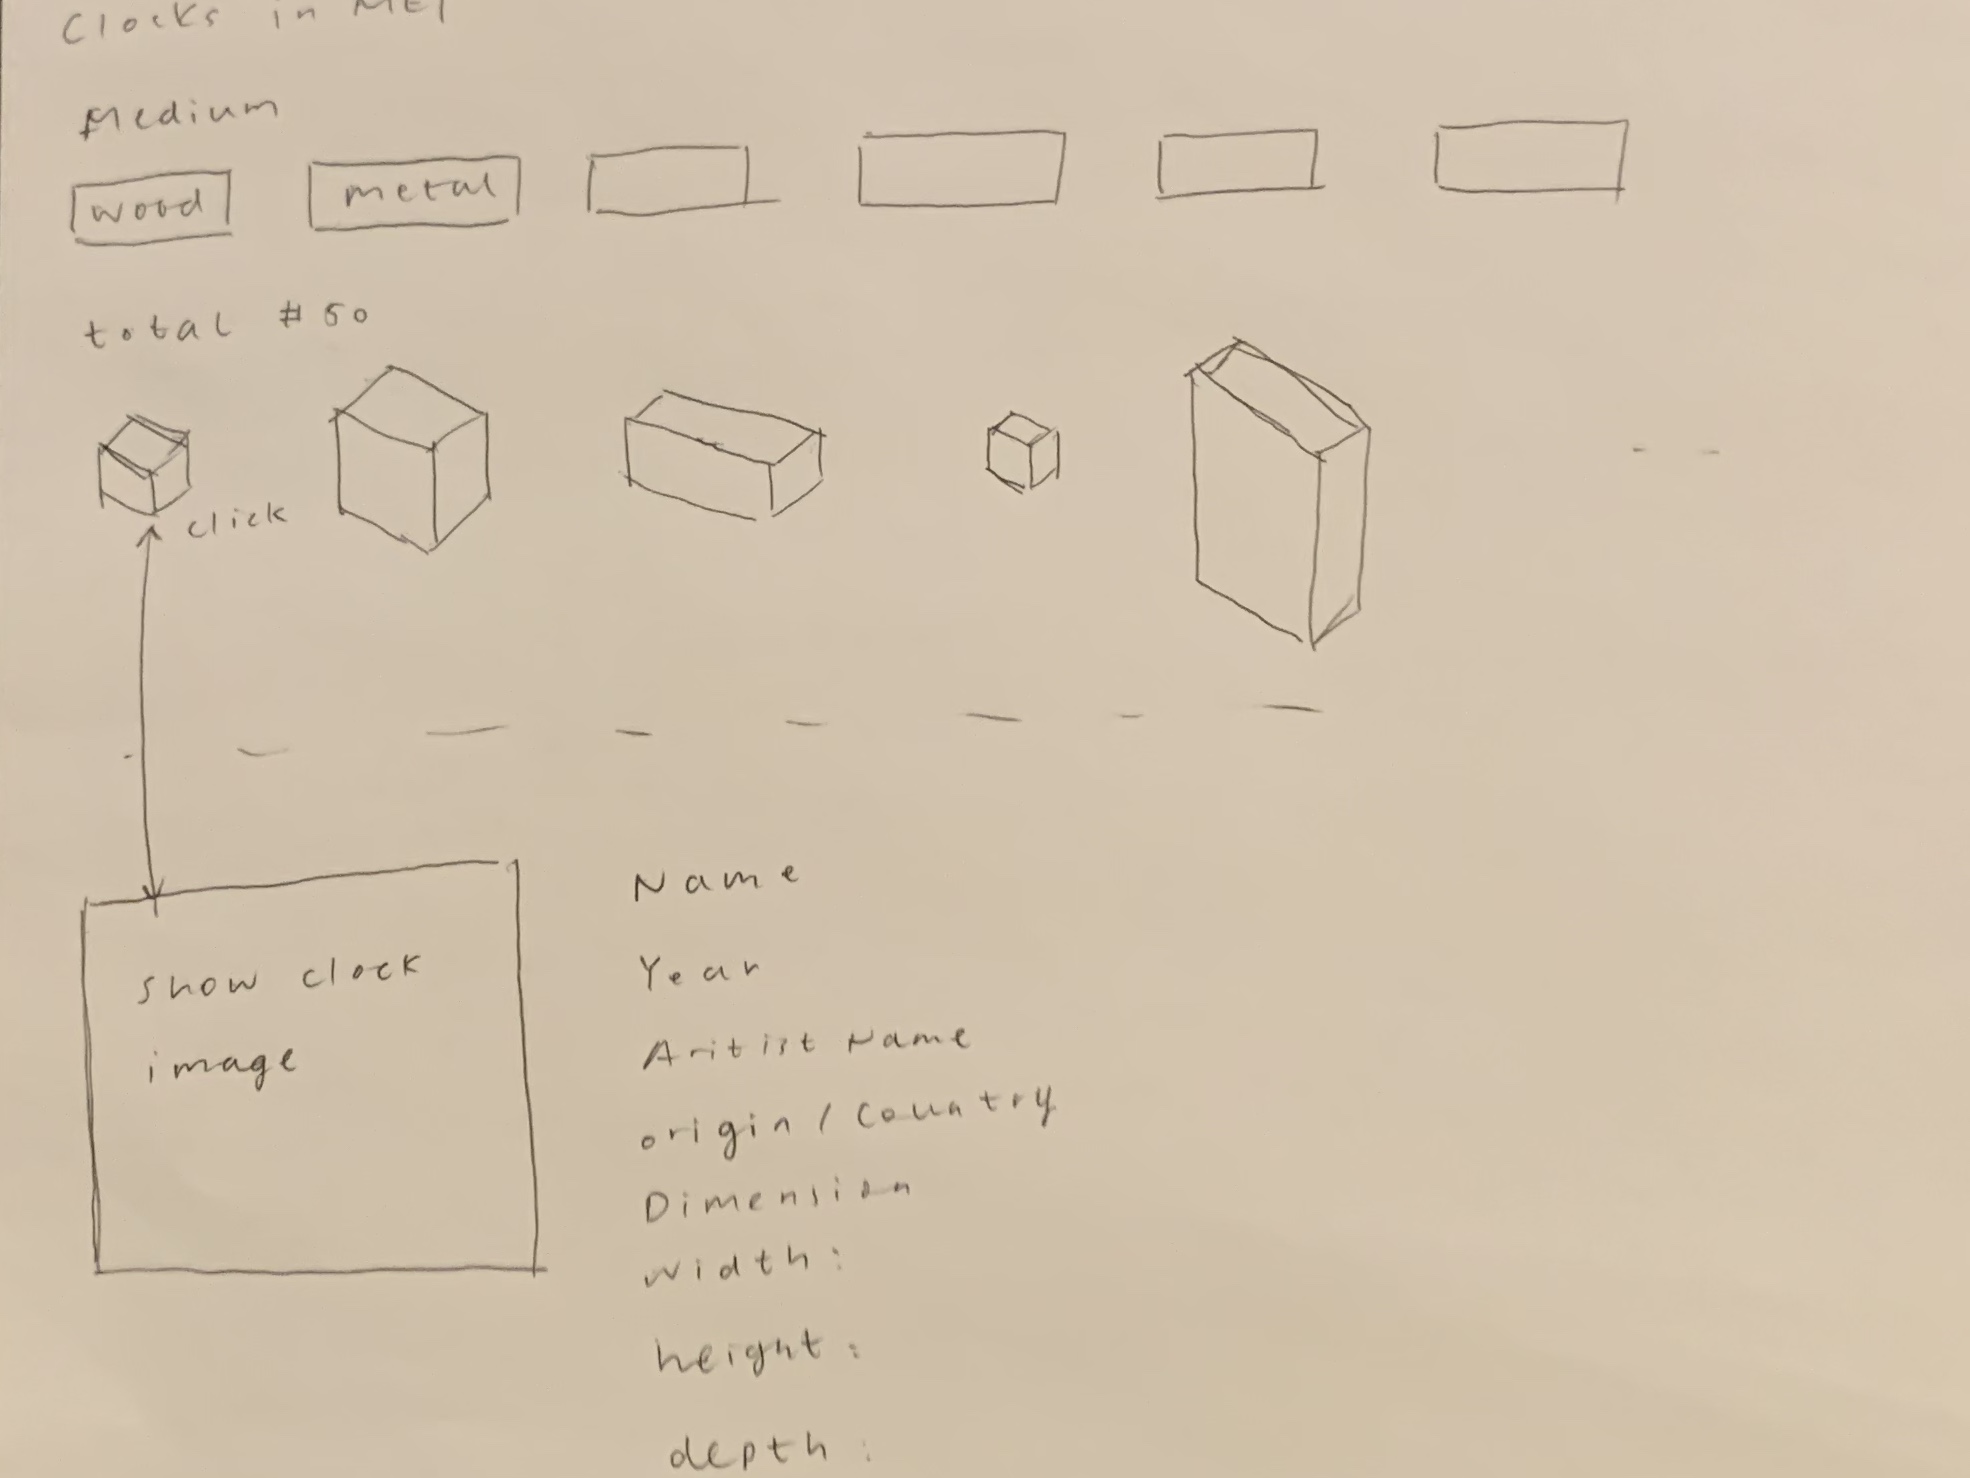 Clocks in MET
Medium
wood metal
total #50
click
show clock
image
Name
Year
Aritist Name
origin / Country
Dimension
width:
height:
depth: